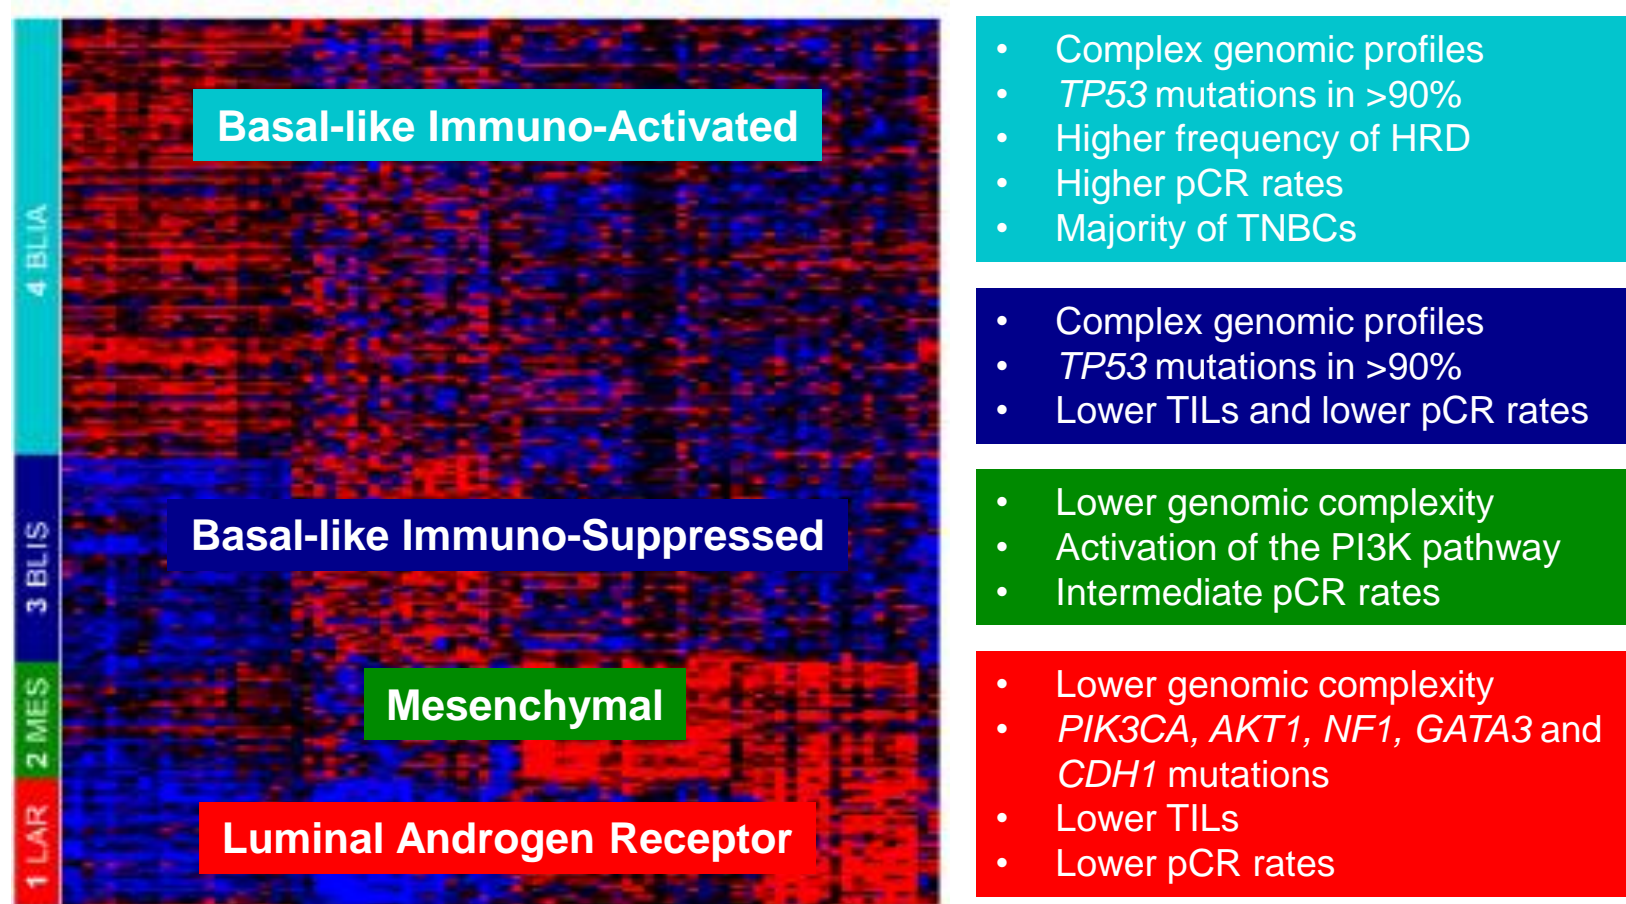 4 BLIA
3 BLIS
2 MES
1 LAR
Basal-like Immuno-Activated
Basal-like Immuno-Suppressed
Mesenchymal
Luminal Androgen Receptor
• Complex genomic profiles
• TP53 mutations in >90%
• Higher frequency of HRD
• Higher pCR rates
• Majority of TNBCs
• Complex genomic profiles
• TP53 mutations in >90%
• Lower TILs and lower pCR rates
• Lower genomic complexity
• Activation of the PI3K pathway
• Intermediate pCR rates
• Lower genomic complexity
• PIK3CA, AKT1, NF1, GATA3 and
CDH1 mutations
• Lower TILs
• Lower pCR rates